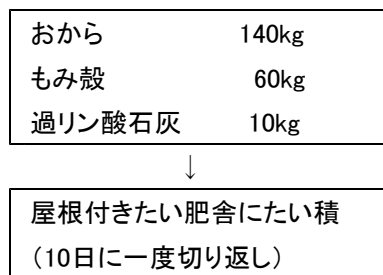 おから 140kg
もみ殻 60kg
過リン酸石灰 10kg
↓
屋根付きたい肥舎にたい積
（10日に一度切り返し）